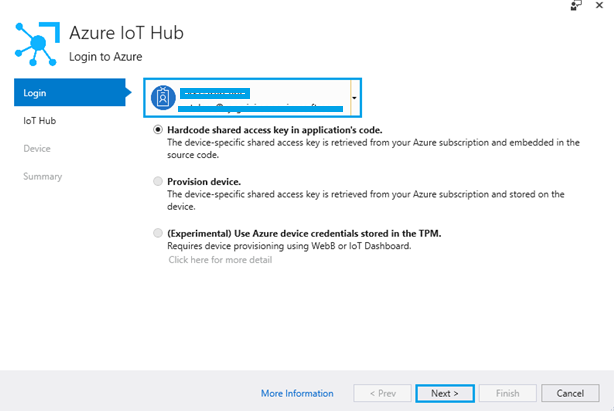 Azure IoT Hub
Login to Azure
Login
IoT Hub
Device
Summary
Hardcode shared access key in application's code.
The device-specific shared access key is retrieved from your Azure subscription and embedded in the
source code.
Provision device.
The device-specific shared access key is retrieved from your Azure subscription and stored on the
device.
(Experimental) Use Azure device credentials stored in the TPM.
Requires device provisioning using WebB or IoT Dashboard.
Click here for more detail
More Information
< Prev
Next >
Finish
Cancel